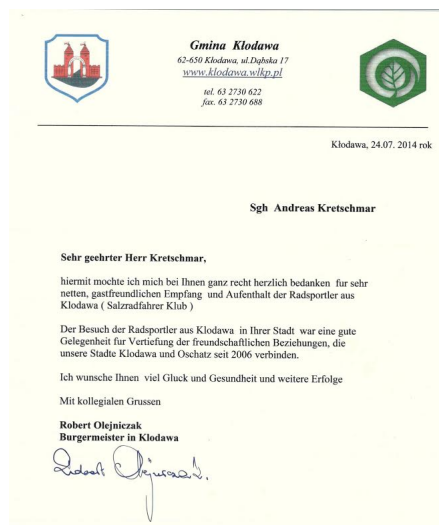 Gmina Kłodawa
62-650 Kłodawa, ul.Dąbska 17
www.klodawa.wlkp.pl
tel. 63 2730 622
fax. 63 2730 688
Kłodawa, 24.07. 2014 rok
Sgh Andreas Kretschmar
Sehr geehrter Herr Kretschmar,
hiermit mochte ich mich bei Ihnen ganz recht herzlich bedanken fur sehr
netten, gastfreundlichen Empfang und Aufenthalt der Radsportler aus
Klodawa ( Salzradfahrer Klub )
Der Besuch der Radsportler aus Klodawa in Ihrer Stadt war eine gute
Gelegenheit fur Vertiefung der freundschaftlichen Beziehungen, die
unsere Stadte Klodawa und Oschatz seit 2006 verbinden.
Ich wunsche Ihnen viel Gluck und Gesundheit und weitere Erfolge
Mit kollegialen Grussen
Robert Olejniczak
Burgermeister in Klodawa
Robert Olejniczak.